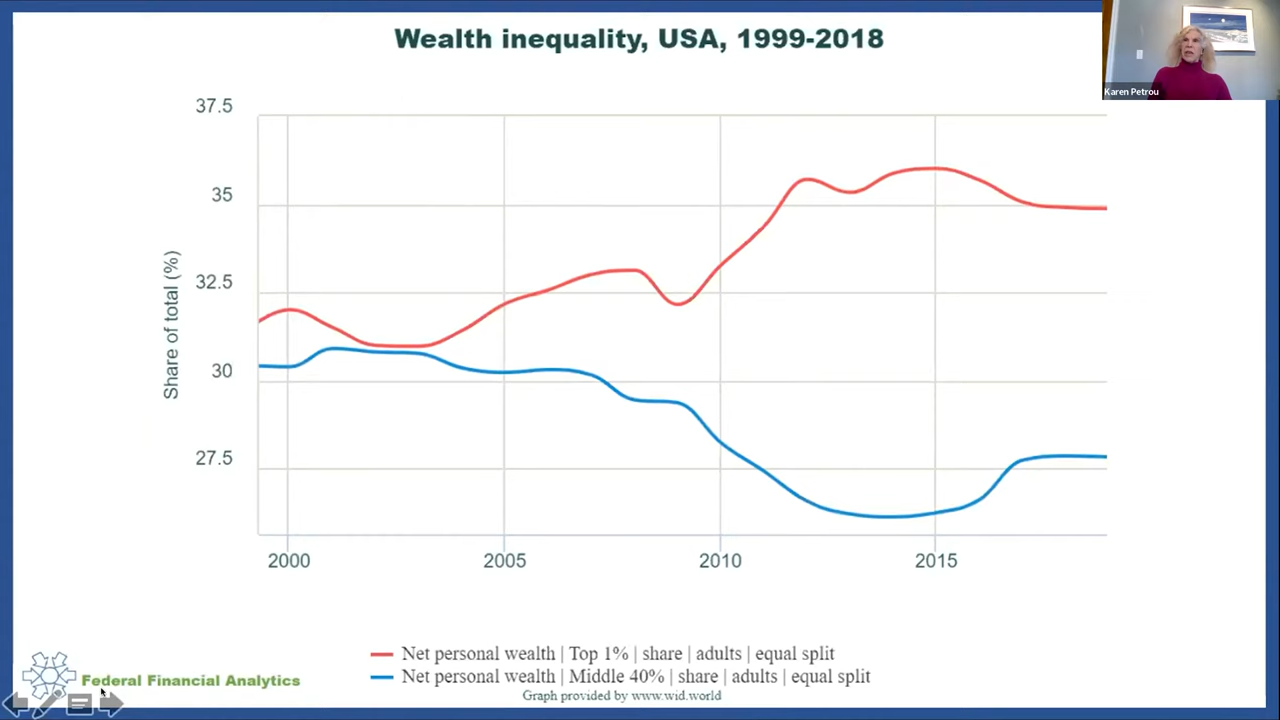 Wealth inequality, USA, 1999-2018
Karen Petrou
37.5
35
32.5
30
27.5
Share of total (%)
2000 2005 2010 2015
Net personal wealth | Top 1% | share | adults | equal split
Net personal wealth | Middle 40% | share | adults | equal split
Graph provided by www.wid.world
Federal Financial Analytics